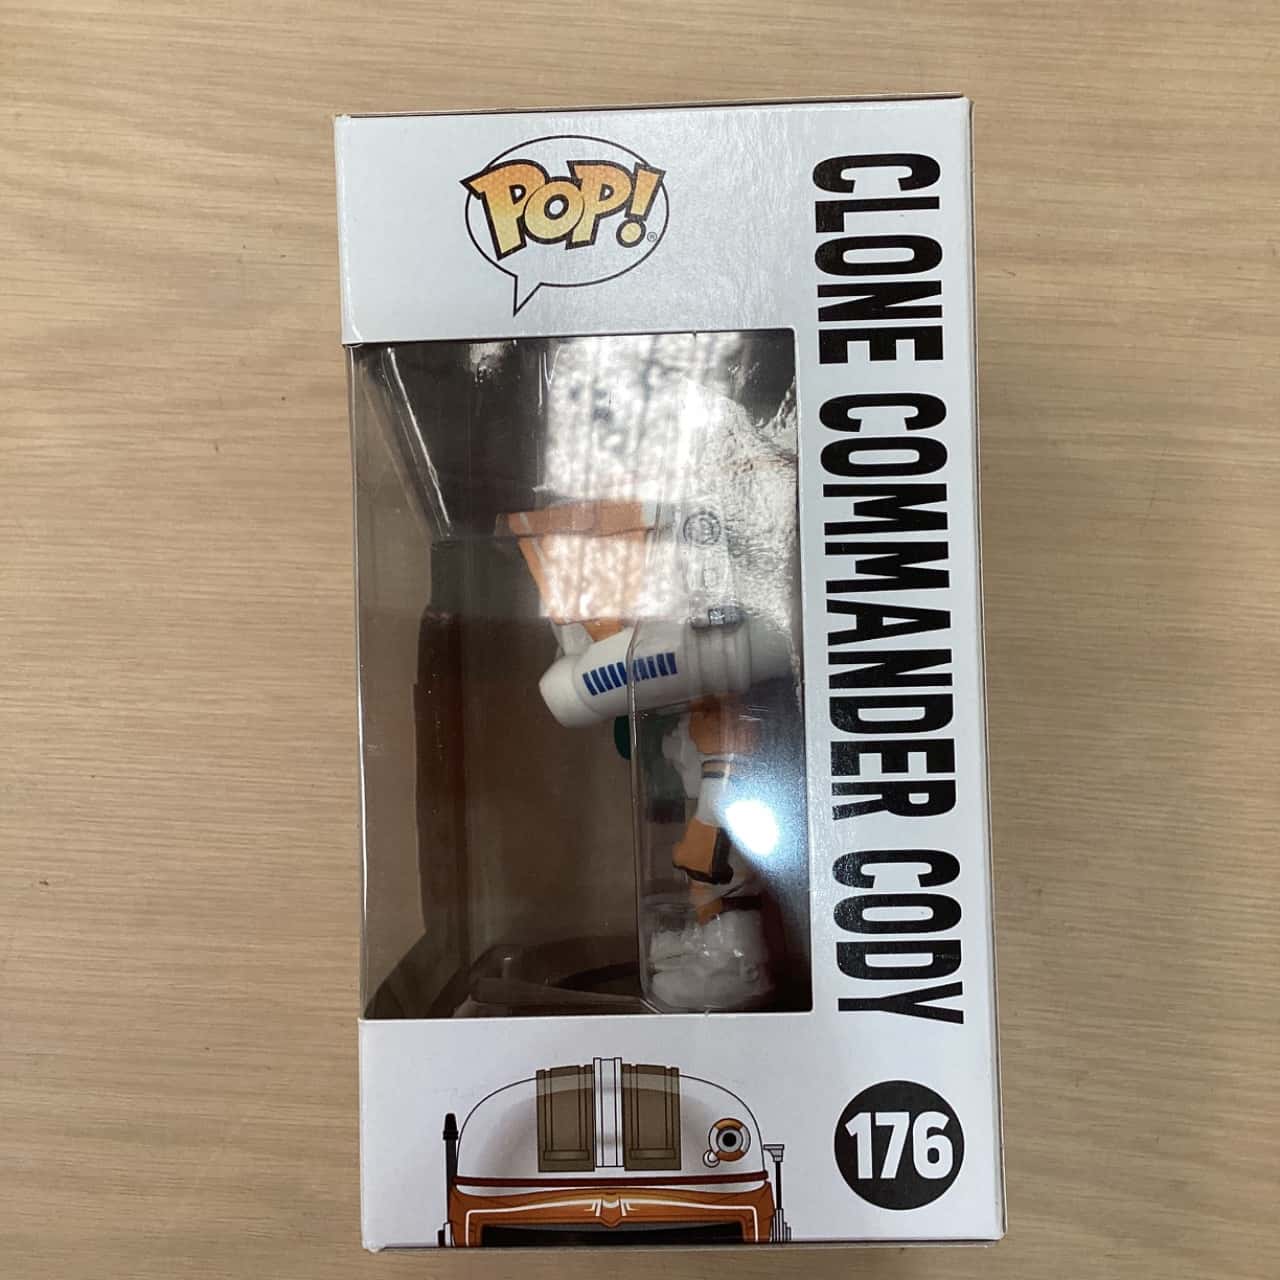 POP!
®
CLONE COMMANDER CODY
176